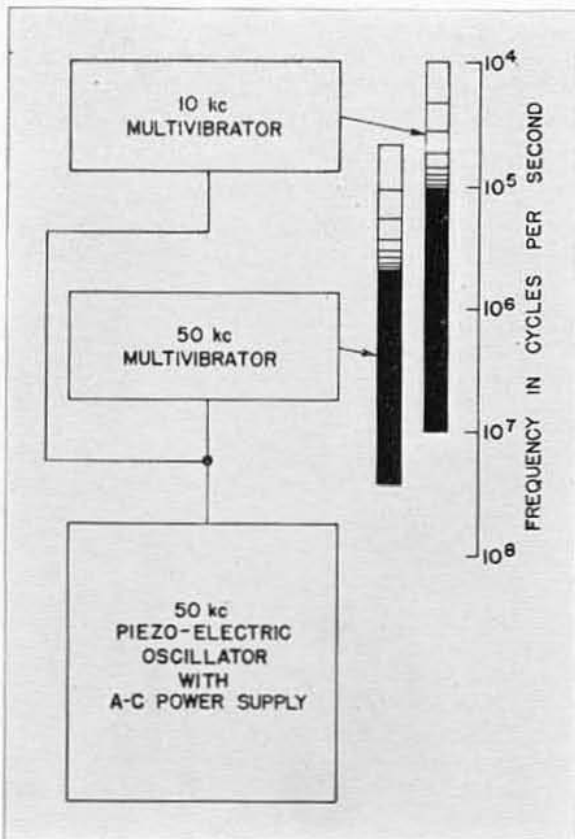 10 kc
MULTIVIBRATOR
50 kc
MULTIVIBRATOR
50 kc
PIEZO-ELECTRIC
OSCILLATOR
WITH
A-C POWER SUPPLY
10⁴
10⁵
10⁶
10⁷
10⁸
FREQUENCY IN CYCLES PER SECOND